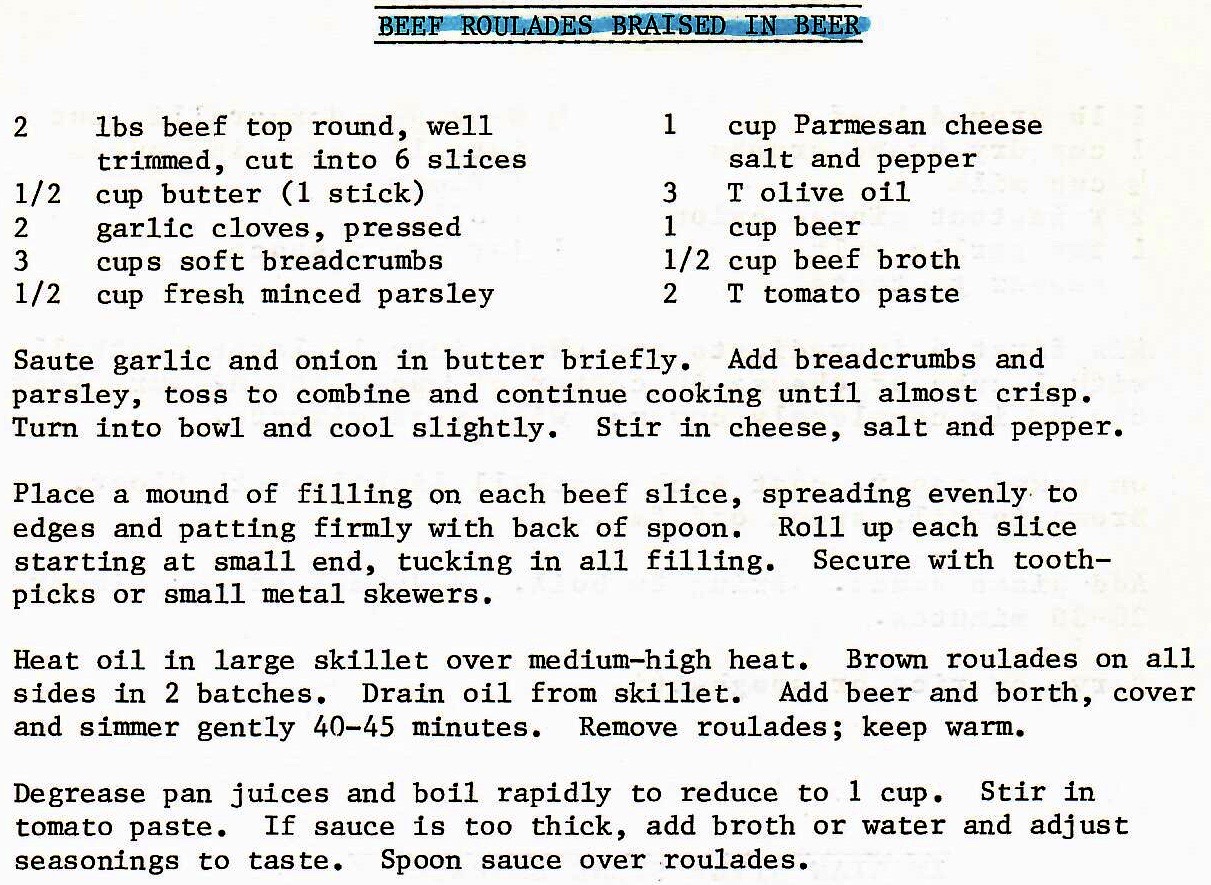 BEEF ROULADES BRAISED IN BEER
2 lbs beef top round, well
trimmed, cut into 6 slices
1/2 cup butter (1 stick)
2 garlic cloves, pressed
3 cups soft breadcrumbs
1/2 cup fresh minced parsley
1 cup Parmesan cheese
salt and pepper
3 T olive oil
1 cup beer
1/2 cup beef broth
2 T tomato paste
Saute garlic and onion in butter briefly. Add breadcrumbs and
parsley, toss to combine and continue cooking until almost crisp.
Turn into bowl and cool slightly. Stir in cheese, salt and pepper.
Place a mound of filling on each beef slice, spreading evenly to
edges and patting firmly with back of spoon. Roll up each slice
starting at small end, tucking in all filling. Secure with tooth-
picks or small metal skewers.
Heat oil in large skillet over medium-high heat. Brown roulades on all
sides in 2 batches. Drain oil from skillet. Add beer and borth, cover
and simmer gently 40-45 minutes. Remove roulades; keep warm.
Degrease pan juices and boil rapidly to reduce to 1 cup. Stir in
tomato paste. If sauce is too thick, add broth or water and adjust
seasonings to taste. Spoon sauce over roulades.